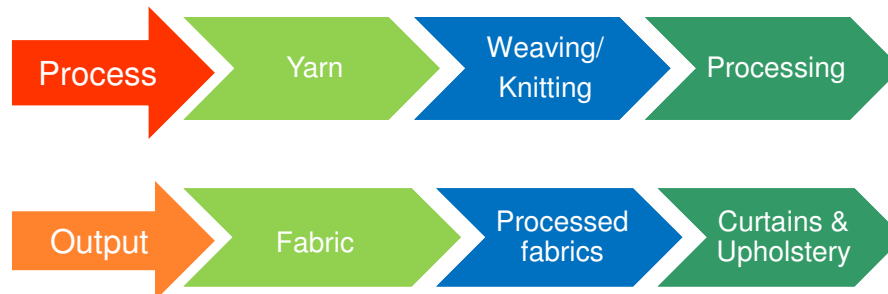 Process
Yarn
Weaving/
Knitting
Processing
Output
Fabric
Processed
fabrics
Curtains &
Upholstery